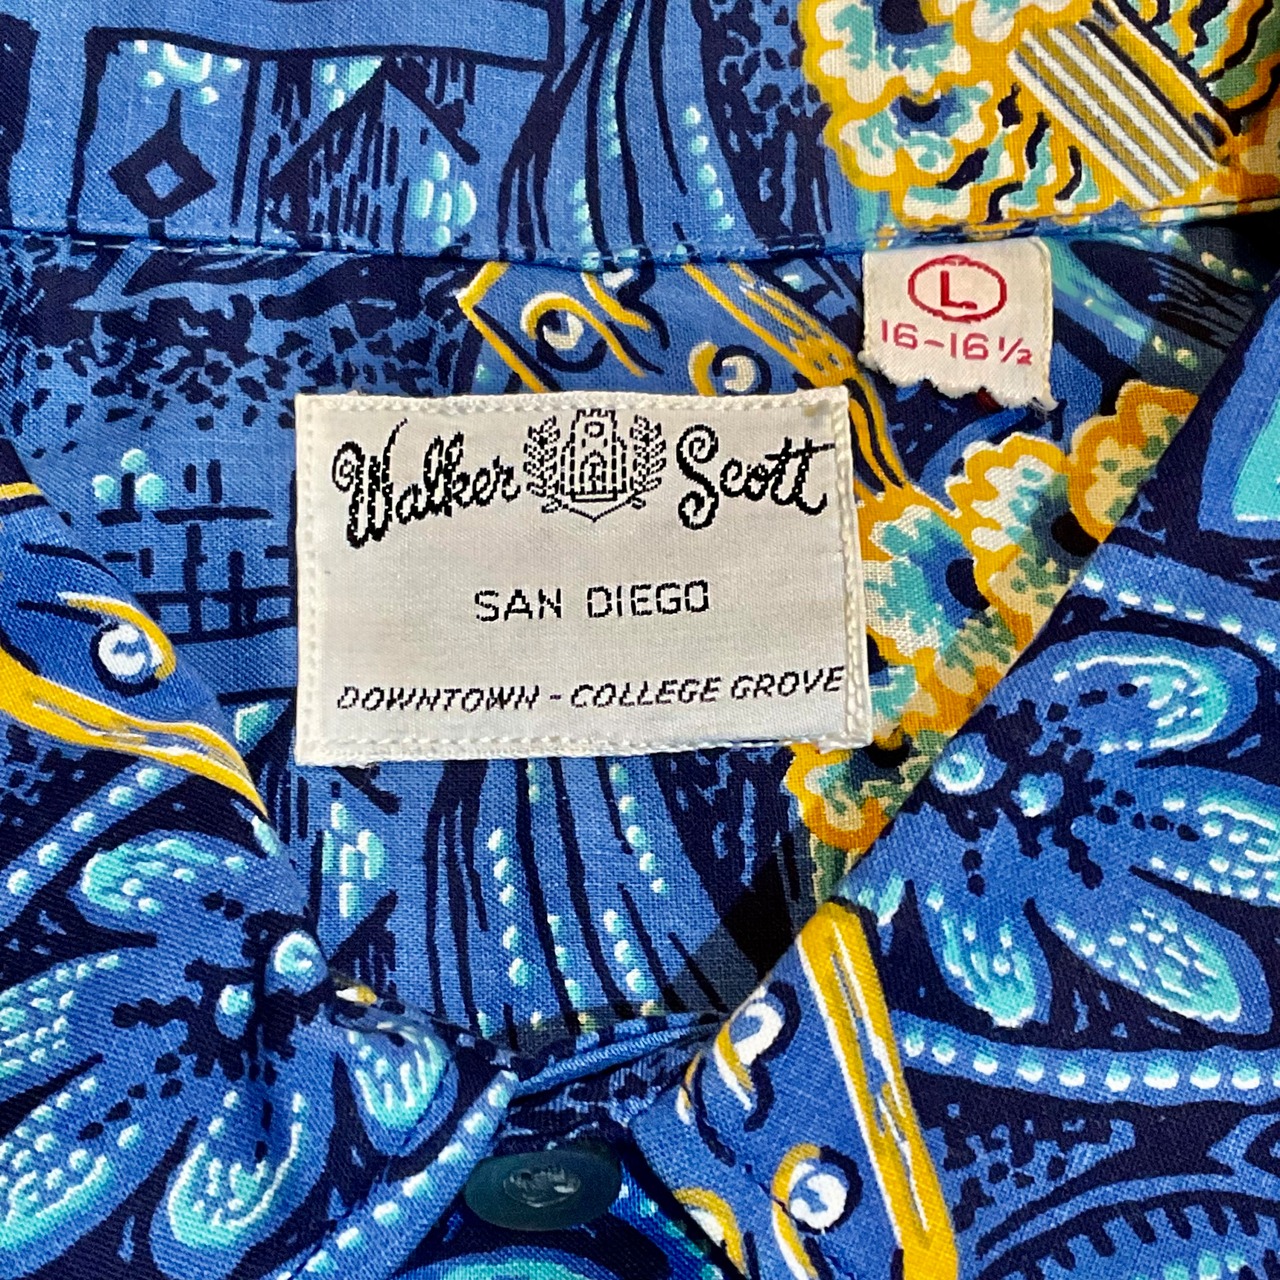 L
16-16½
Walker Scott
SAN DIEGO
DOWNTOWN - COLLEGE GROVE